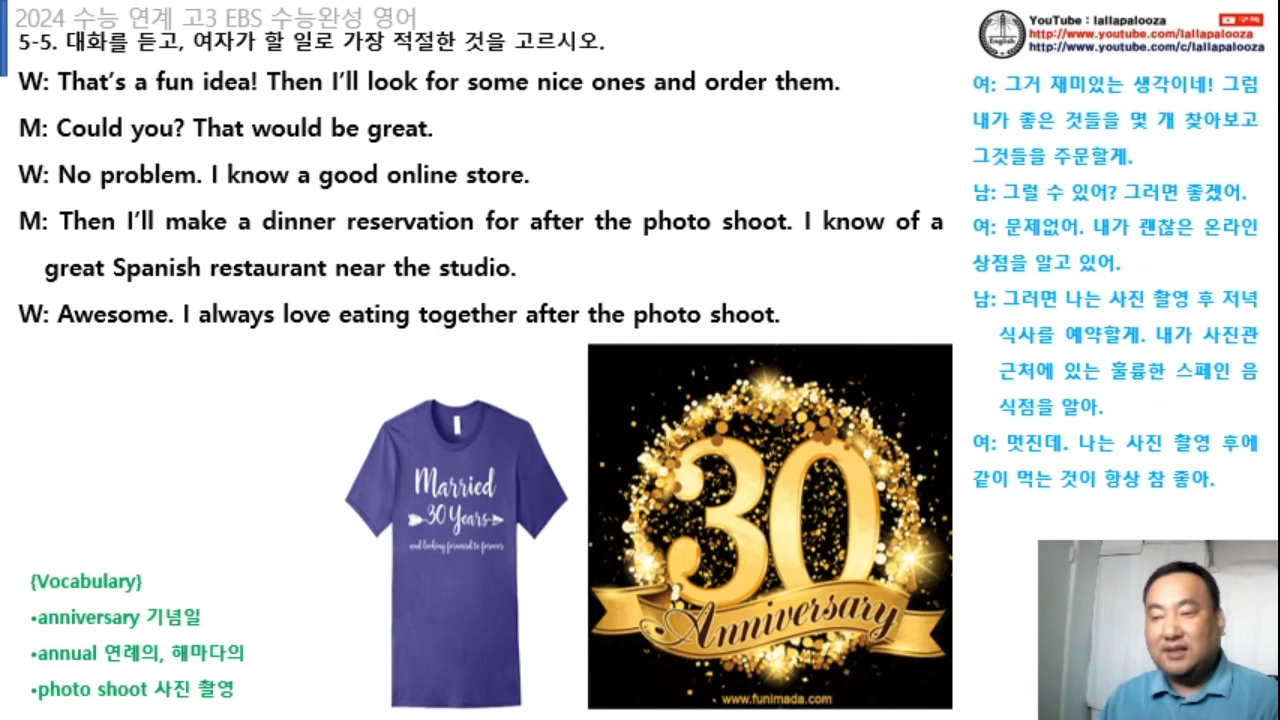 2024 수능 연계 고3 EBS 수능완성 영어
5-5. 대화를 듣고, 여자가 할 일로 가장 적절한 것을 고르시오.
W: That's a fun idea! Then I'll look for some nice ones and order them.
M: Could you? That would be great.
W: No problem. I know a good online store.
M: Then I'll make a dinner reservation for after the photo shoot. I know of a
great Spanish restaurant near the studio.
W: Awesome. I always love eating together after the photo shoot.
YouTube : lallapalooza
구독
http://www.youtube.com/lallapalooza
http://www.youtube.com/c/lallapalooza
English
여: 그거 재미있는 생각이네! 그럼
내가 좋은 것들을 몇 개 찾아보고
그것들을 주문할게.
남: 그럴 수 있어? 그러면 좋겠어.
여: 문제없어. 내가 괜찮은 온라인
상점을 알고 있어.
남: 그러면 나는 사진 촬영 후 저녁
식사를 예약할게. 내가 사진관
근처에 있는 훌륭한 스페인 음
식점을 알아.
여: 멋진데. 나는 사진 촬영 후에
같이 먹는 것이 항상 참 좋아.
Married
30 Years
and looking forward to forever
30
Anniversary
www.funimada.com
{Vocabulary}
•anniversary 기념일
•annual 연례의, 해마다의
•photo shoot 사진 촬영